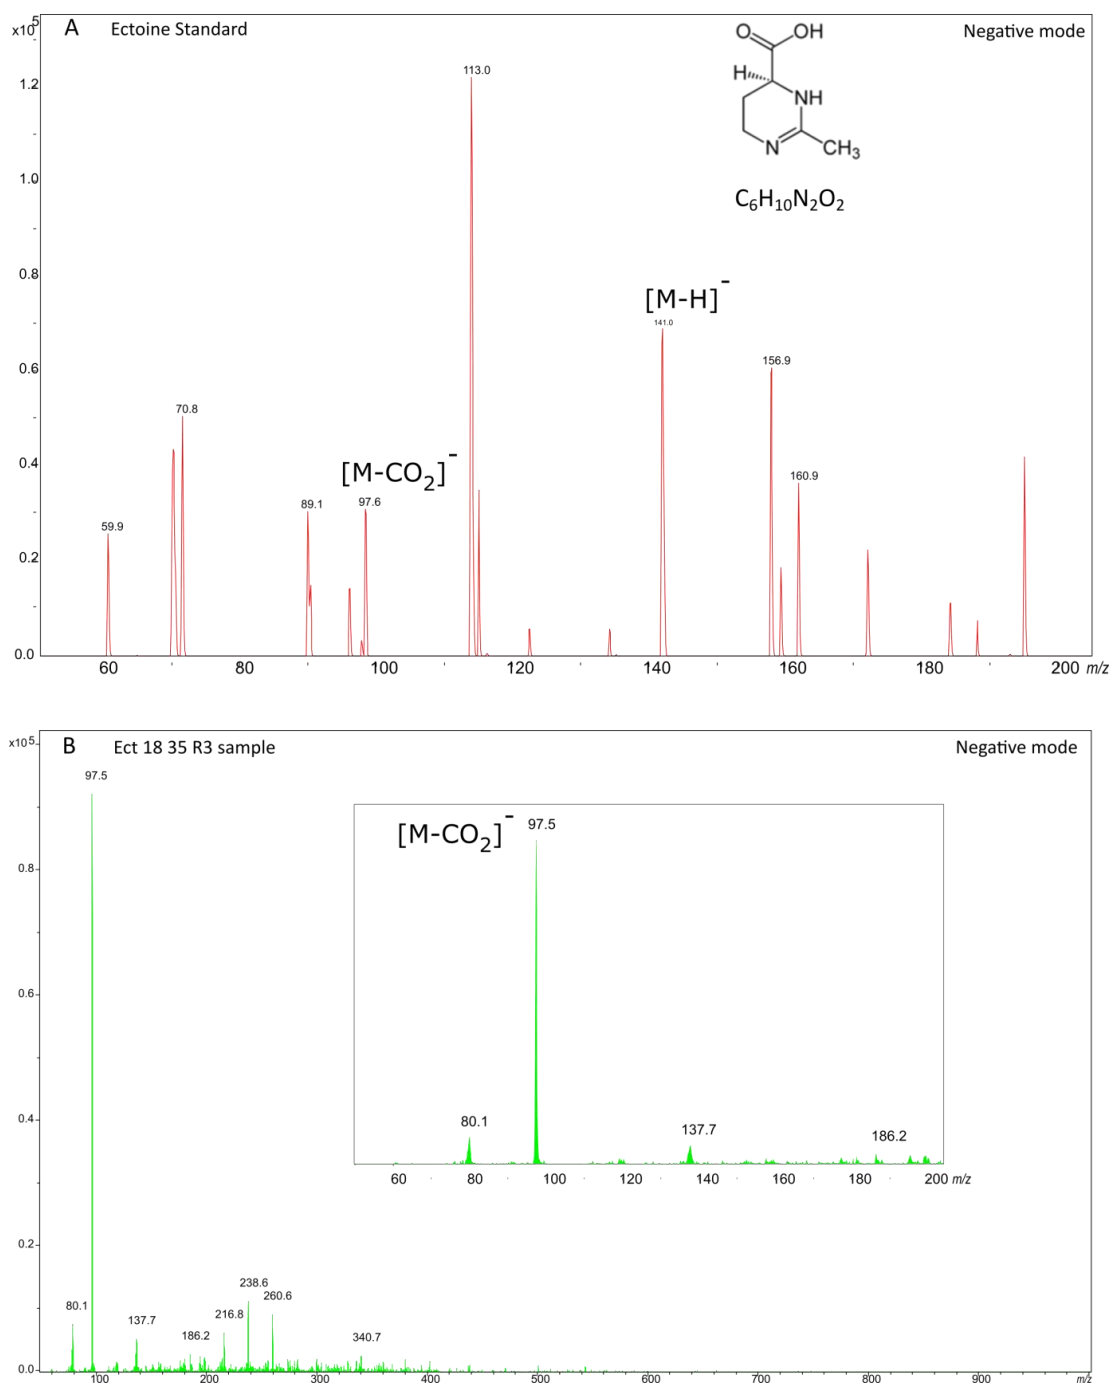 x10⁵
A Ectoine Standard
Negative mode
1.2
1.0
0.8
0.6
0.4
0.2
0.0
59.9
70.8
89.1
[M-CO₂]⁻
97.6
113.0
[M-H]⁻
141.0
156.9
160.9
O
OH
H
NH
N
CH₃
C₆H₁₀N₂O₂
60 80 100 120 140 160 180 200 m/z
x10⁵
B Ect 18 35 R3 sample
Negative mode
97.5
0.8
0.6
0.4
0.2
0.0
[M-CO₂]⁻
97.5
80.1
137.7
186.2
60 80 100 120 140 160 180 200 m/z
80.1
137.7
186.2
216.8
238.6
260.6
340.7
100 200 300 400 500 600 700 800 900 m/z